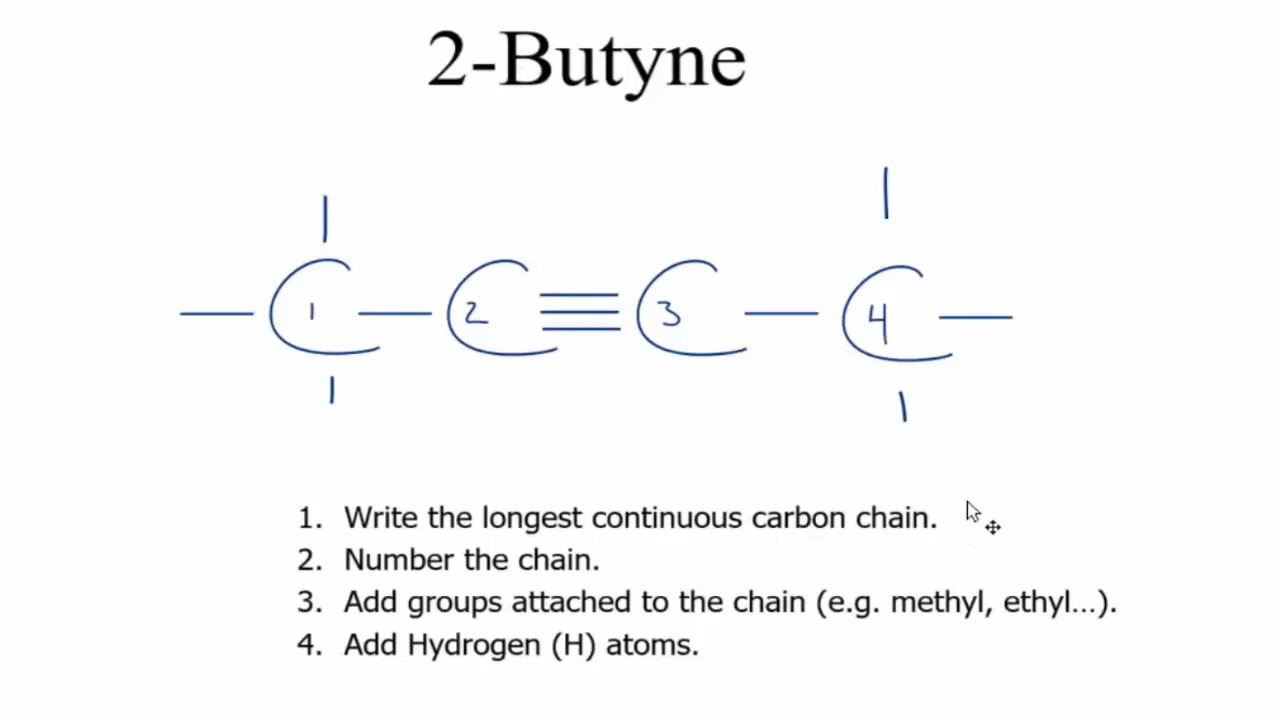 2-Butyne
C 1 — C 2 ≡ C 3 — C 4
1. Write the longest continuous carbon chain.
2. Number the chain.
3. Add groups attached to the chain (e.g. methyl, ethyl...).
4. Add Hydrogen (H) atoms.